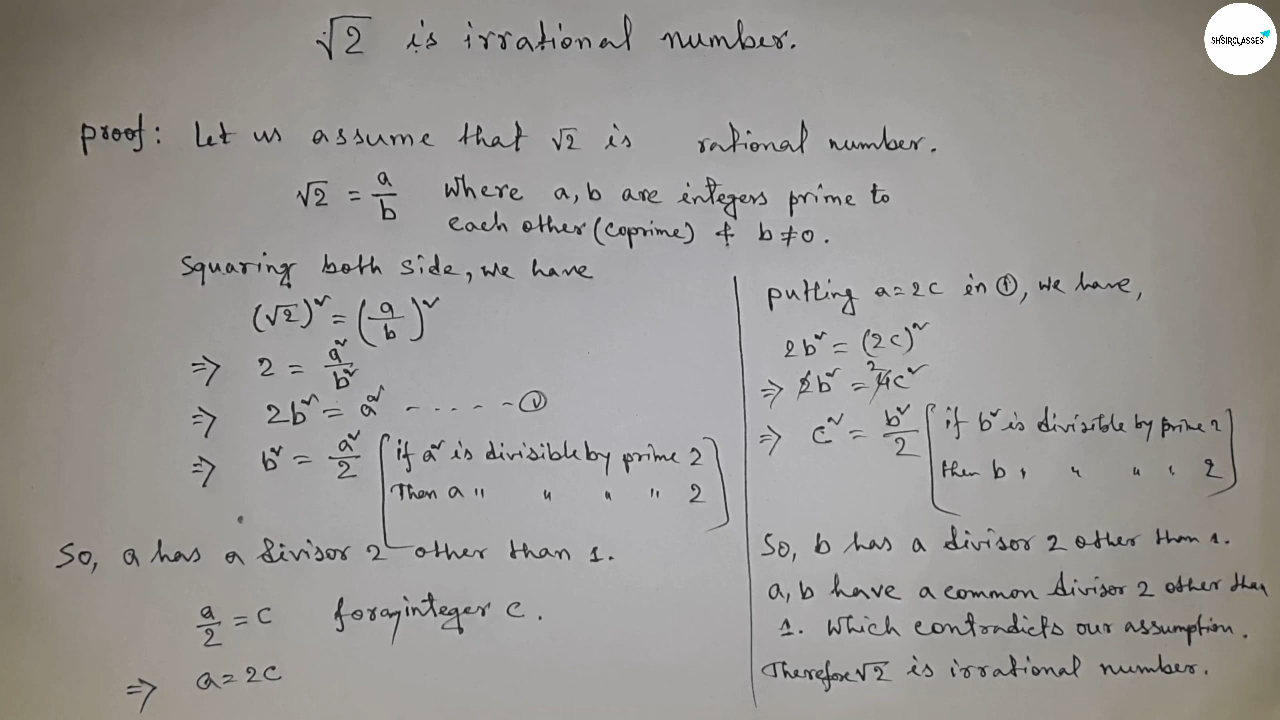 √2 is irrational number.
SHSIRCLASSES
proof: Let us assume that √2 is rational number.
√2 = a/b where a, b are integers prime to
each other (coprime) & b≠0.
Squaring both side, we have
(√2)² = (a/b)²
=> 2 = a²/b²
=> 2b² = a² - - - - - - ①
=> b² = a²/2 [if a² is divisible by prime 2
Then a " " " " 2]
So, a has a divisor 2 other than 1.
a/2 = c for any integer c.
=> a = 2c
putting a = 2c in ①, we have,
2b² = (2c)²
=> 2b² = 4c² 2
=> c² = b²/2 [if b² is divisible by prime 2
then b " " " " 2]
So, b has a divisor 2 other than 1.
a, b have a common divisor 2 other than
1. which contradicts our assumption.
Therefore √2 is irrational number.